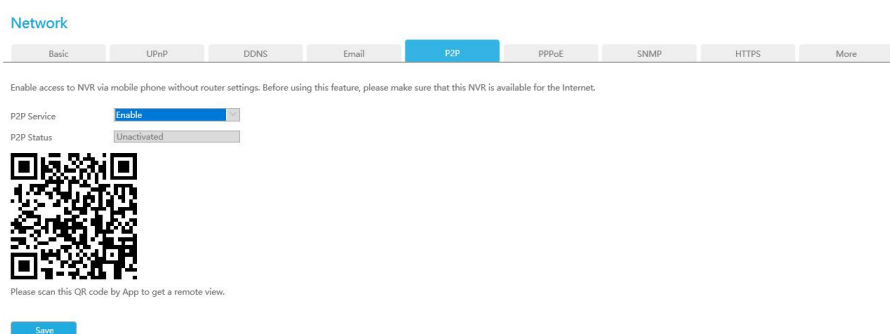 Network
Basic UPnP DDNS Email P2P PPPoE SNMP HTTPS More
Enable access to NVR via mobile phone without router settings. Before using this feature, please make sure that this NVR is available for the Internet.
P2P Service Enable
P2P Status Unactivated
Please scan this QR code by App to get a remote view.
Save